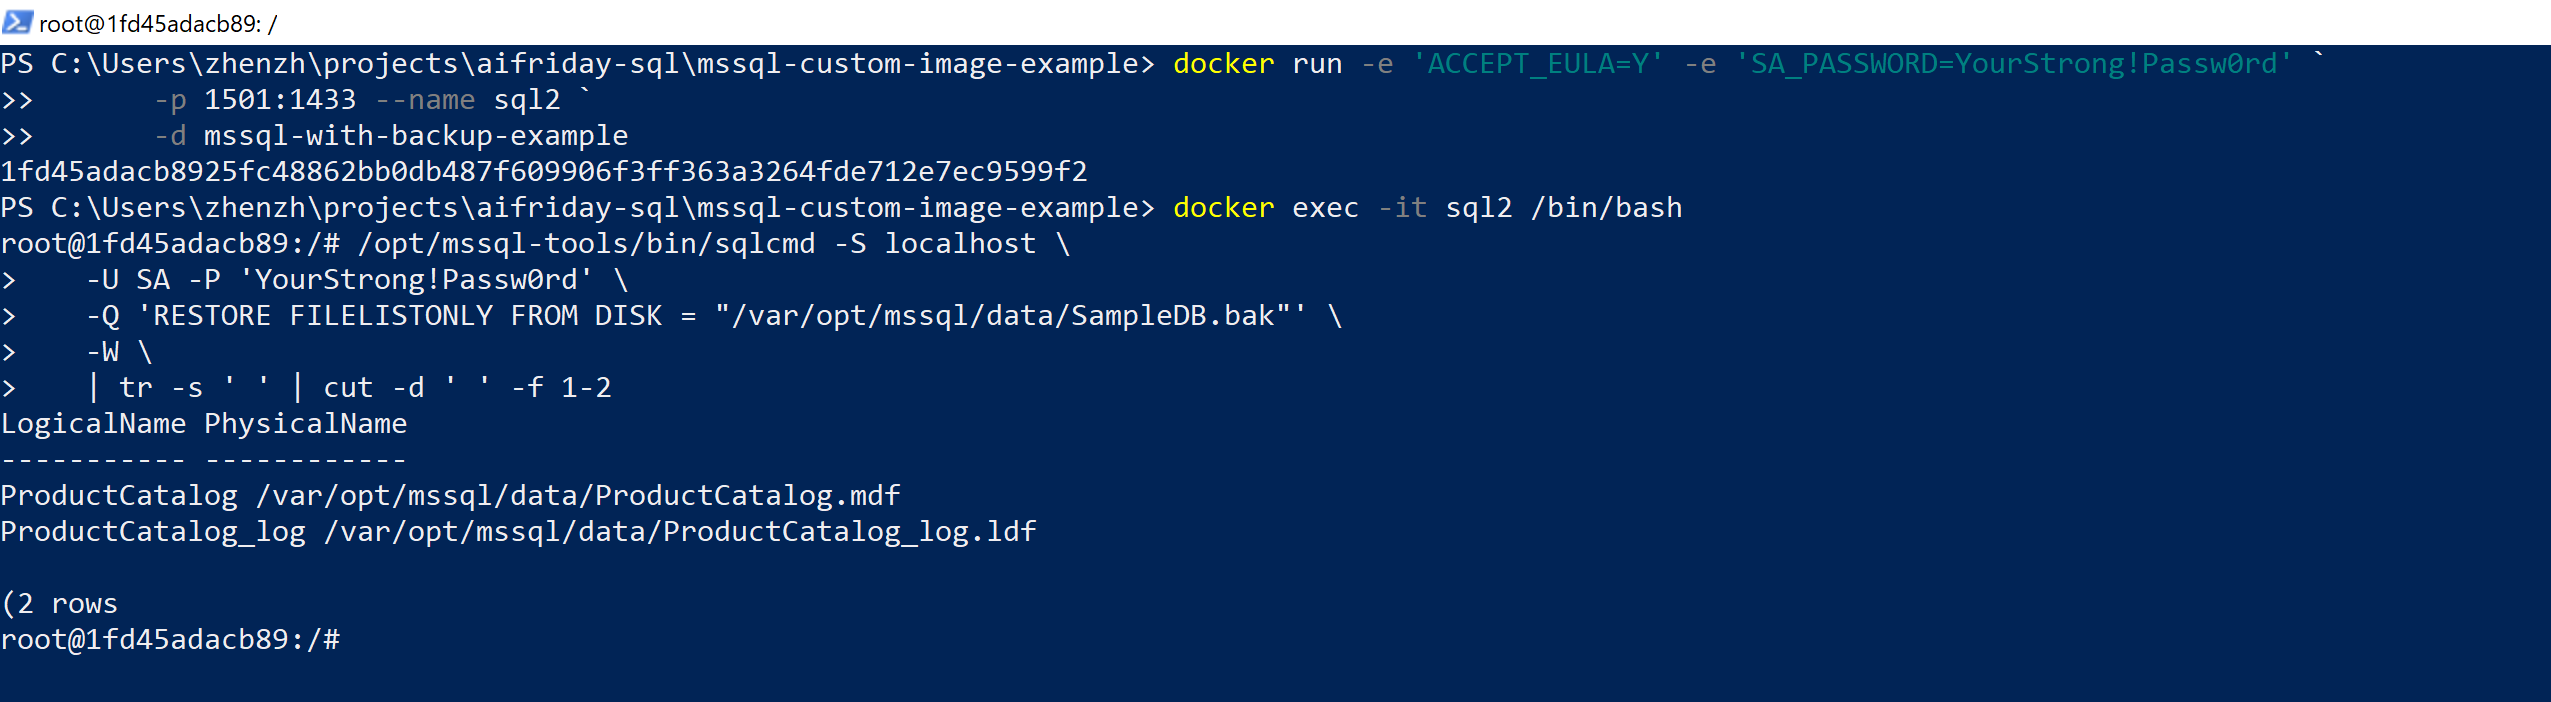 root@1fd45adacb89: /
PS C:\Users\zhenzh\projects\aifriday-sql\mssql-custom-image-example> docker run -e 'ACCEPT_EULA=Y' -e 'SA_PASSWORD=YourStrong!Passw0rd' `
>>       -p 1501:1433 --name sql2 `
>>       -d mssql-with-backup-example
1fd45adacb8925fc48862bb0db487f609906f3ff363a3264fde712e7ec9599f2
PS C:\Users\zhenzh\projects\aifriday-sql\mssql-custom-image-example> docker exec -it sql2 /bin/bash
root@1fd45adacb89:/# /opt/mssql-tools/bin/sqlcmd -S localhost \
>    -U SA -P 'YourStrong!Passw0rd' \
>    -Q 'RESTORE FILELISTONLY FROM DISK = "/var/opt/mssql/data/SampleDB.bak"' \
>    -W \
>    | tr -s ' ' | cut -d ' ' -f 1-2
LogicalName PhysicalName
----------- ------------
ProductCatalog /var/opt/mssql/data/ProductCatalog.mdf
ProductCatalog_log /var/opt/mssql/data/ProductCatalog_log.ldf

(2 rows
root@1fd45adacb89:/#